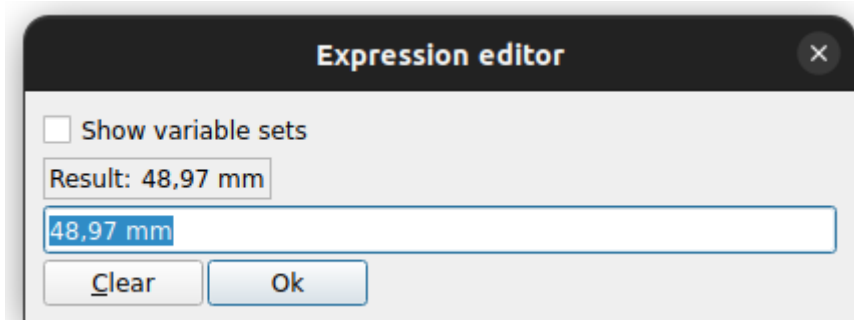 Expression editor
Show variable sets
Result: 48,97 mm
48,97 mm
Clear Ok